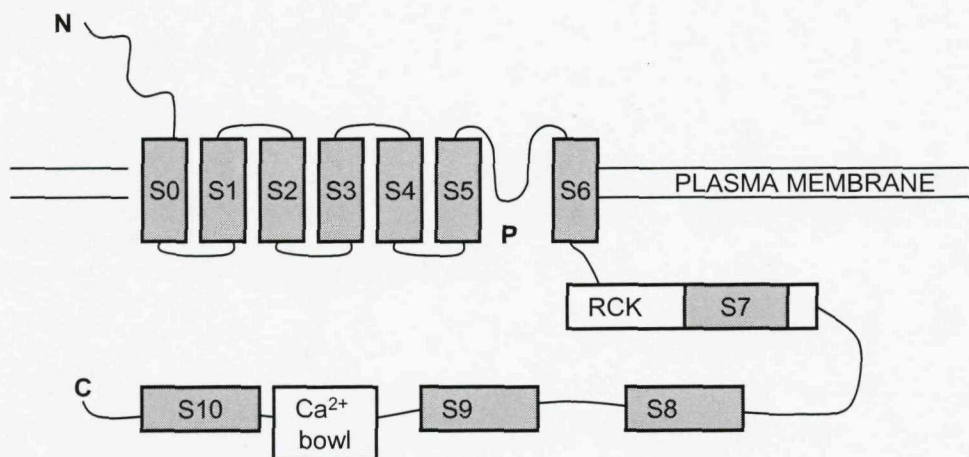 N
S0 S1 S2 S3 S4 S5 S6 PLASMA MEMBRANE
P
RCK S7
C
S10 Ca²⁺ bowl S9 S8